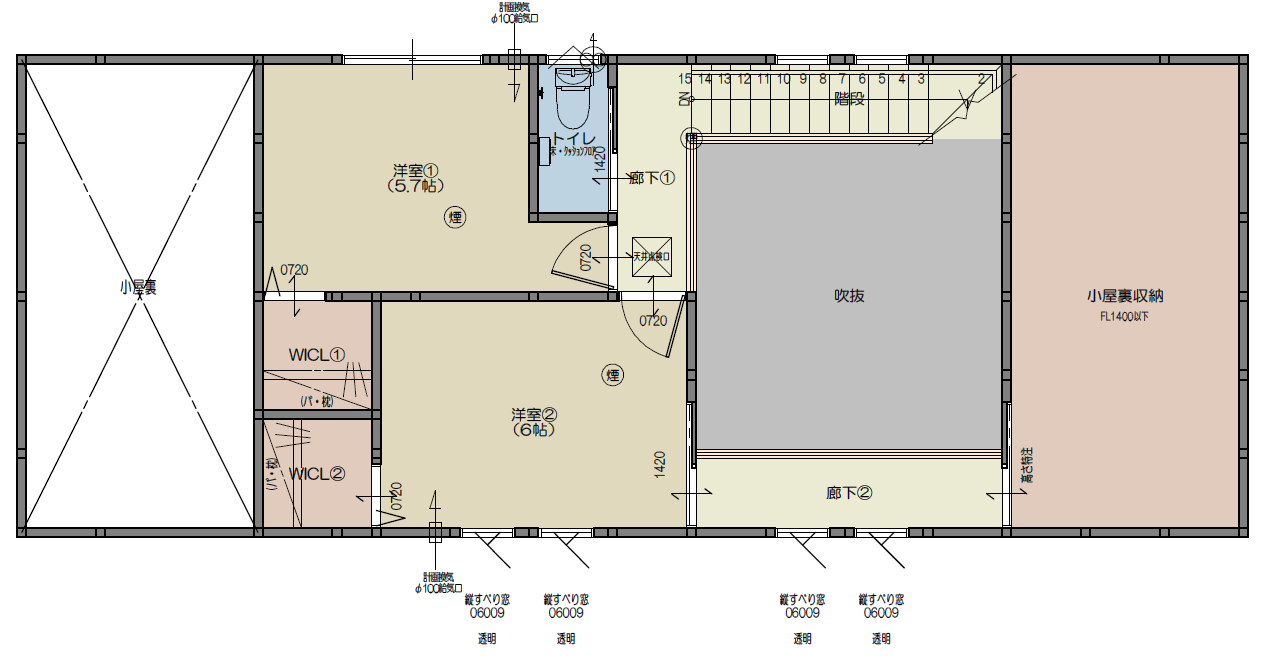 計画換気
φ100給気口
4
15 14 13 12 11 10 9 8 7 6 5 4 3 2
DN
階段
トイレ
床・クッションフロア
1420
洋室①
(5.7帖)
煙
廊下①
0720
天井点検口
0720
0720
小屋裏
吹抜
小屋裏収納
FL1400以下
WICL①
(パ・枕)
煙
洋室②
(6帖)
WICL②
(パ・枕)
0720
1420
廊下②
高さ特注
計画換気
φ100給気口
縦すべり窓
06009
透明
縦すべり窓
06009
透明
縦すべり窓
06009
透明
縦すべり窓
06009
透明